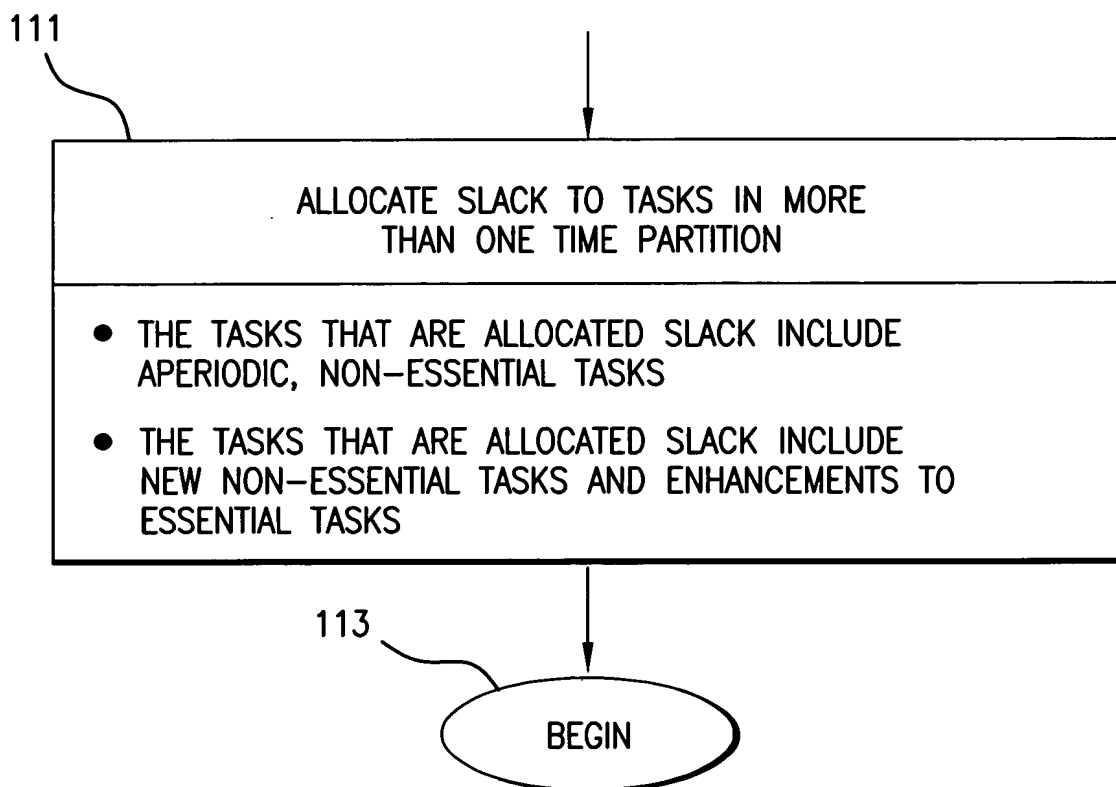 111
ALLOCATE SLACK TO TASKS IN MORE
THAN ONE TIME PARTITION
● THE TASKS THAT ARE ALLOCATED SLACK INCLUDE
APERIODIC, NON-ESSENTIAL TASKS
● THE TASKS THAT ARE ALLOCATED SLACK INCLUDE
NEW NON-ESSENTIAL TASKS AND ENHANCEMENTS TO
ESSENTIAL TASKS
113
BEGIN